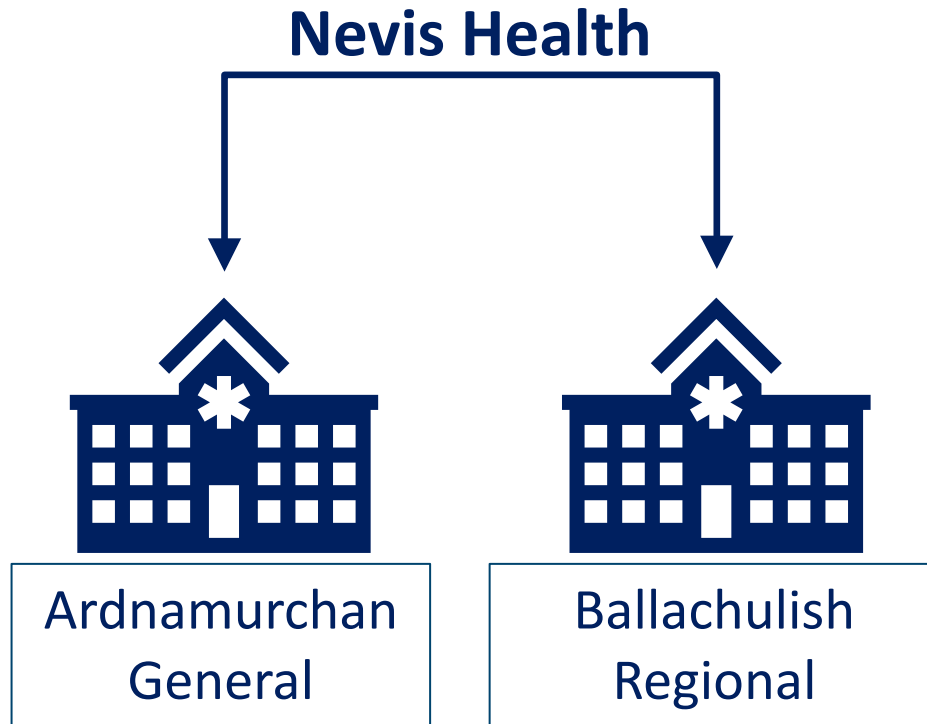 Nevis Health
Ardnamurchan
General
Ballachulish
Regional